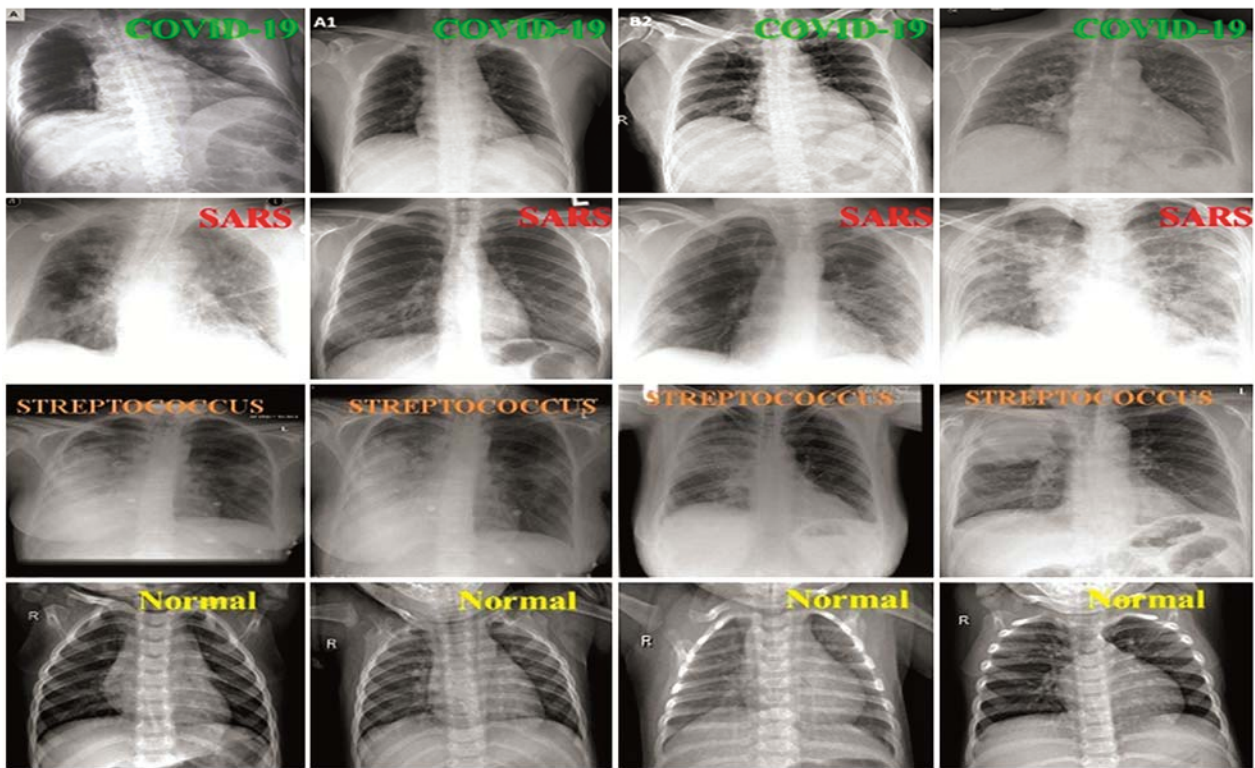 A COVID-19 A1 COVID-19 B2 COVID-19 COVID-19
R
SARS L SARS SARS SARS
STREPTOCOCCUS STREPTOCOCCUS STREPTOCOCCUS STREPTOCOCCUS
L L
Normal Normal Normal Normal
R R R R